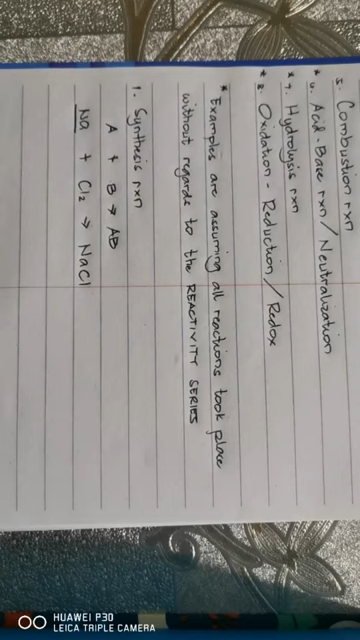 5. Combustion rxn
* 6. Acid-Base rxn/Neutralization
* 7. Hydrolysis rxn
* 8. Oxidation - Reduction/Redox
* Examples are assuming all reactions took place
without regards to the REACTIVITY SERIES
1. Synthesis rxn
A + B → AB
Na + Cl₂ → NaCl
HUAWEI P30
LEICA TRIPLE CAMERA